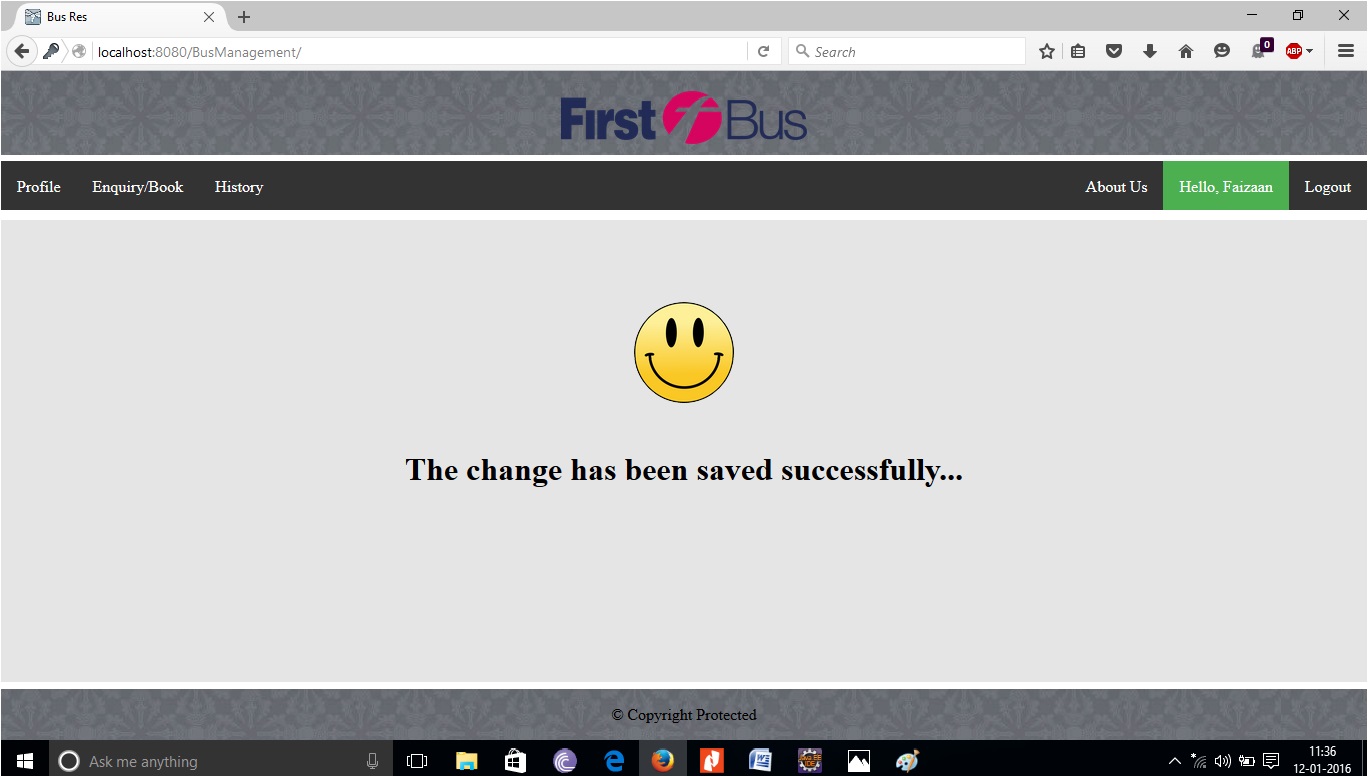 Bus Res
localhost:8080/BusManagement/
Search
0
ABP
First Bus
Profile Enquiry/Book History About Us Hello, Faizaan Logout
The change has been saved successfully...
© Copyright Protected
Ask me anything
11:36
12-01-2016